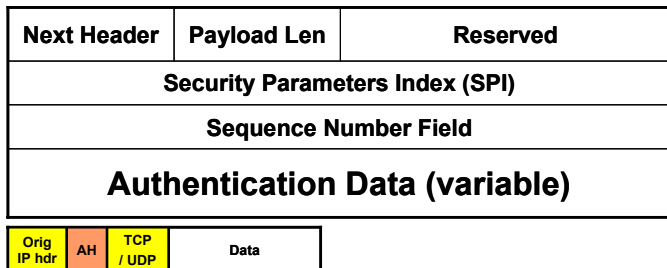 Next Header Payload Len Reserved
Security Parameters Index (SPI)
Sequence Number Field
Authentication Data (variable)
Orig IP hdr AH TCP / UDP Data